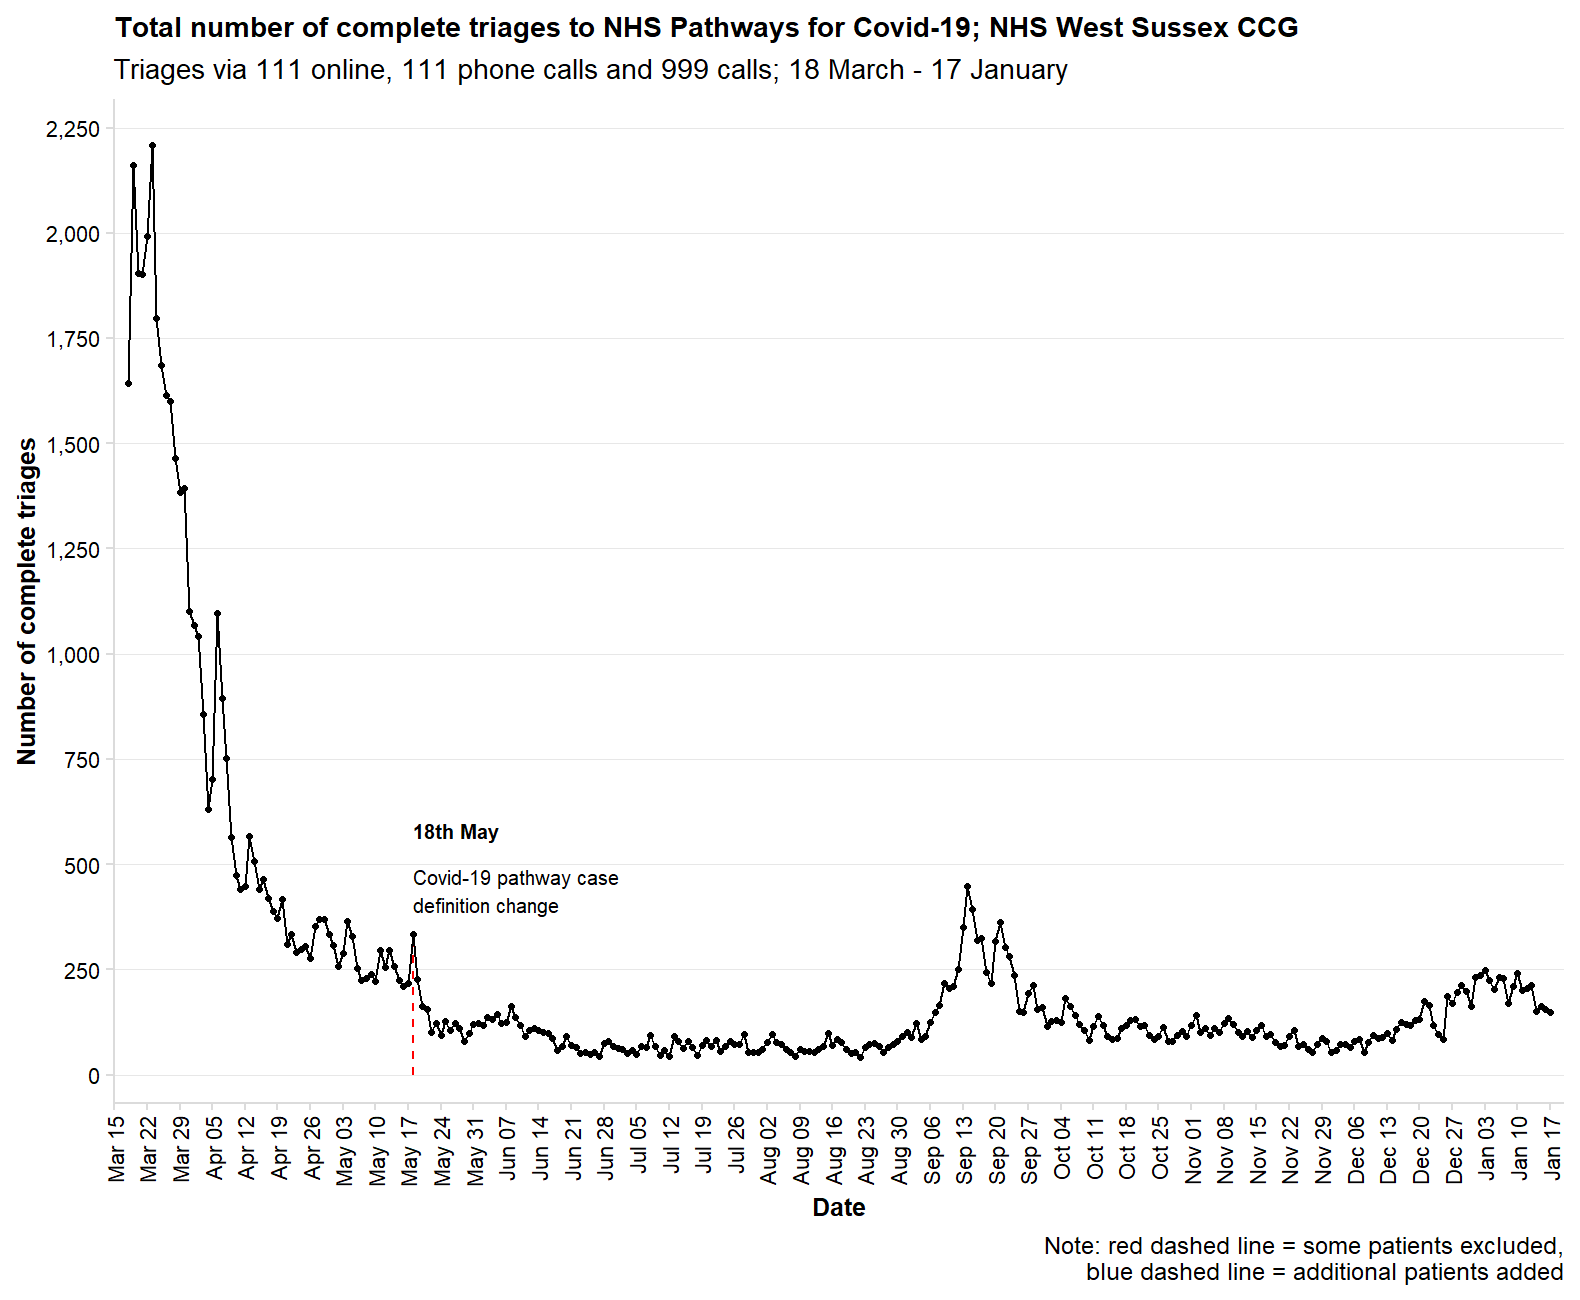 Total number of complete triages to NHS Pathways for Covid-19; NHS West Sussex CCG
Triages via 111 online, 111 phone calls and 999 calls; 18 March - 17 January
Number of complete triages
2,250
2,000
1,750
1,500
1,250
1,000
750
500
250
0
18th May
Covid-19 pathway case
definition change
Mar 15
Mar 22
Mar 29
Apr 05
Apr 12
Apr 19
Apr 26
May 03
May 10
May 17
May 24
May 31
Jun 07
Jun 14
Jun 21
Jun 28
Jul 05
Jul 12
Jul 19
Jul 26
Aug 02
Aug 09
Aug 16
Aug 23
Aug 30
Sep 06
Sep 13
Sep 20
Sep 27
Oct 04
Oct 11
Oct 18
Oct 25
Nov 01
Nov 08
Nov 15
Nov 22
Nov 29
Dec 06
Dec 13
Dec 20
Dec 27
Jan 03
Jan 10
Jan 17
Date
Note: red dashed line = some patients excluded,
blue dashed line = additional patients added